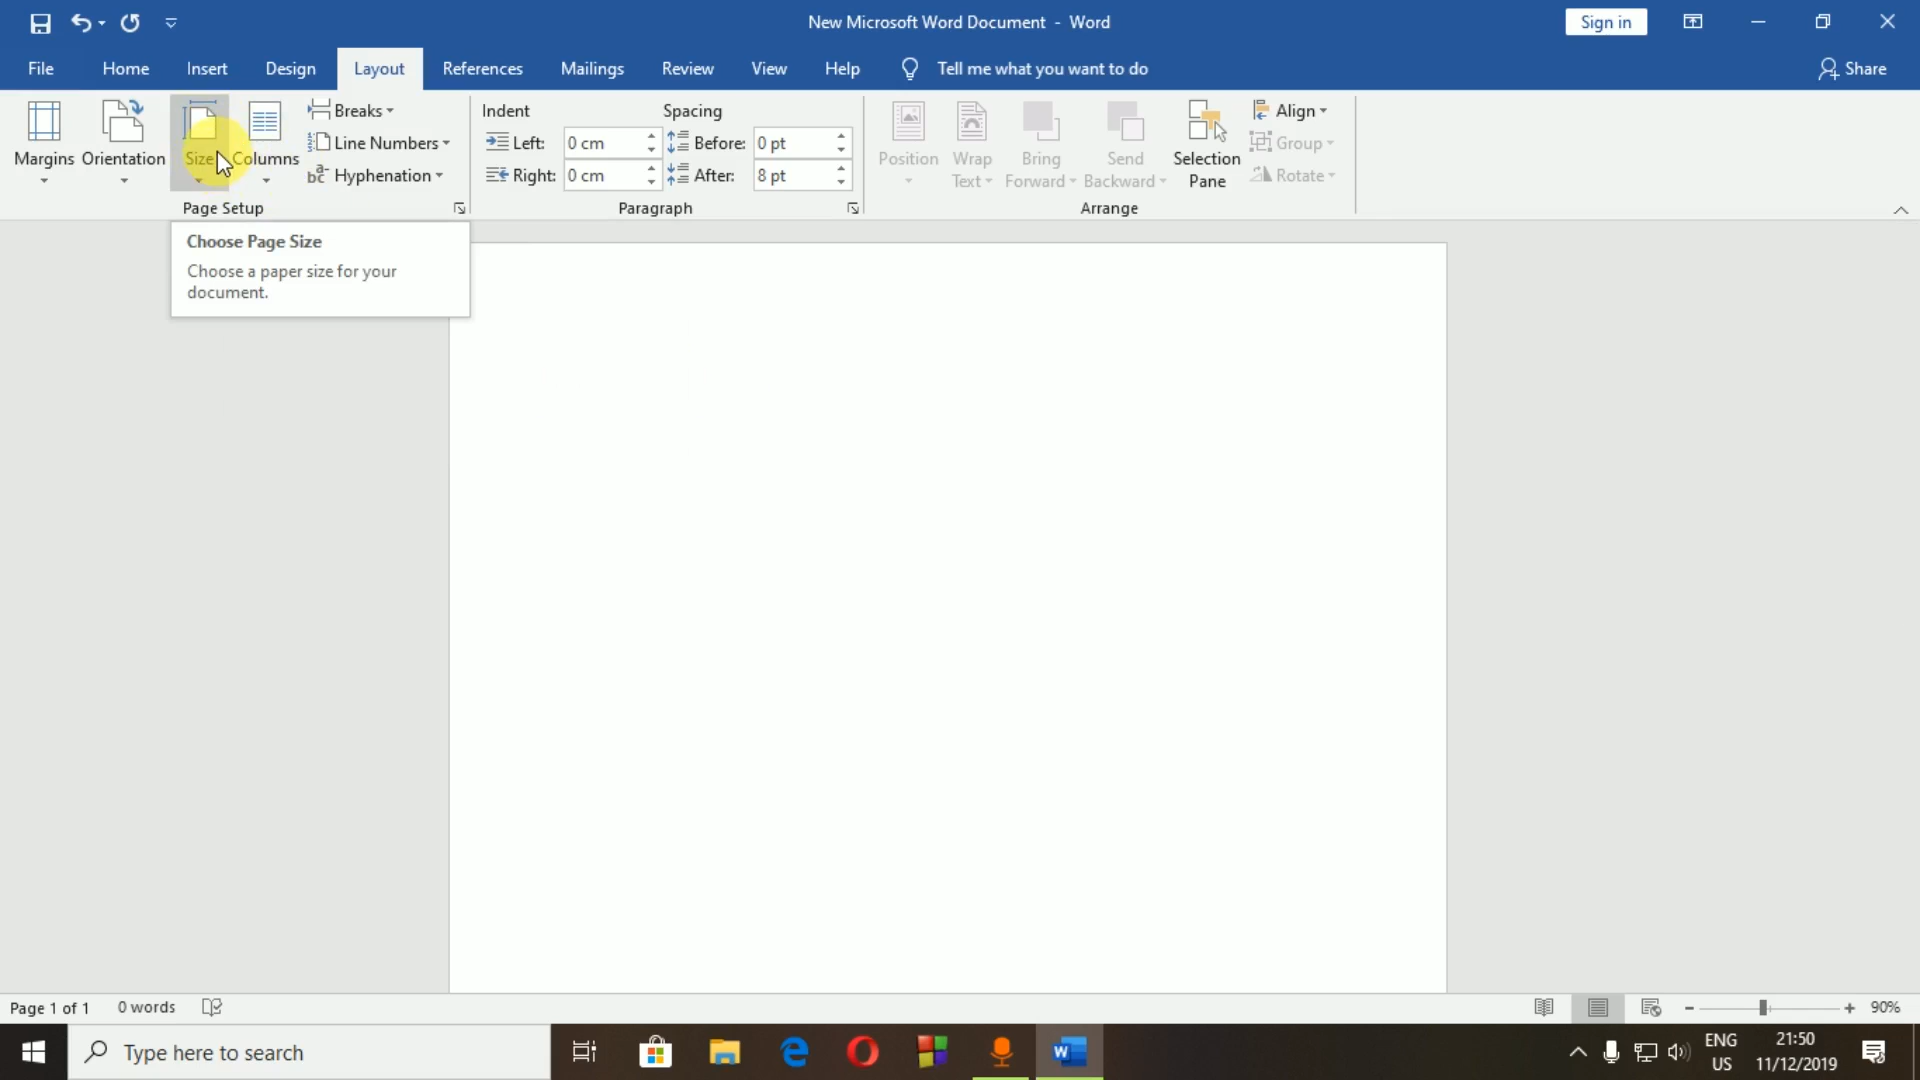 New Microsoft Word Document - Word
Sign in
File Home Insert Design Layout References Mailings Review View Help Tell me what you want to do Share
Margins Orientation Size Columns
Breaks
Line Numbers
Hyphenation
Page Setup
Indent Spacing
Left: 0 cm Before: 0 pt
Right: 0 cm After: 8 pt
Paragraph
Position Wrap Text Bring Forward Send Backward Selection Pane
Align
Group
Rotate
Arrange
Choose Page Size
Choose a paper size for your
document.
Page 1 of 1 0 words 90%
Type here to search
ENG
US
21:50
11/12/2019